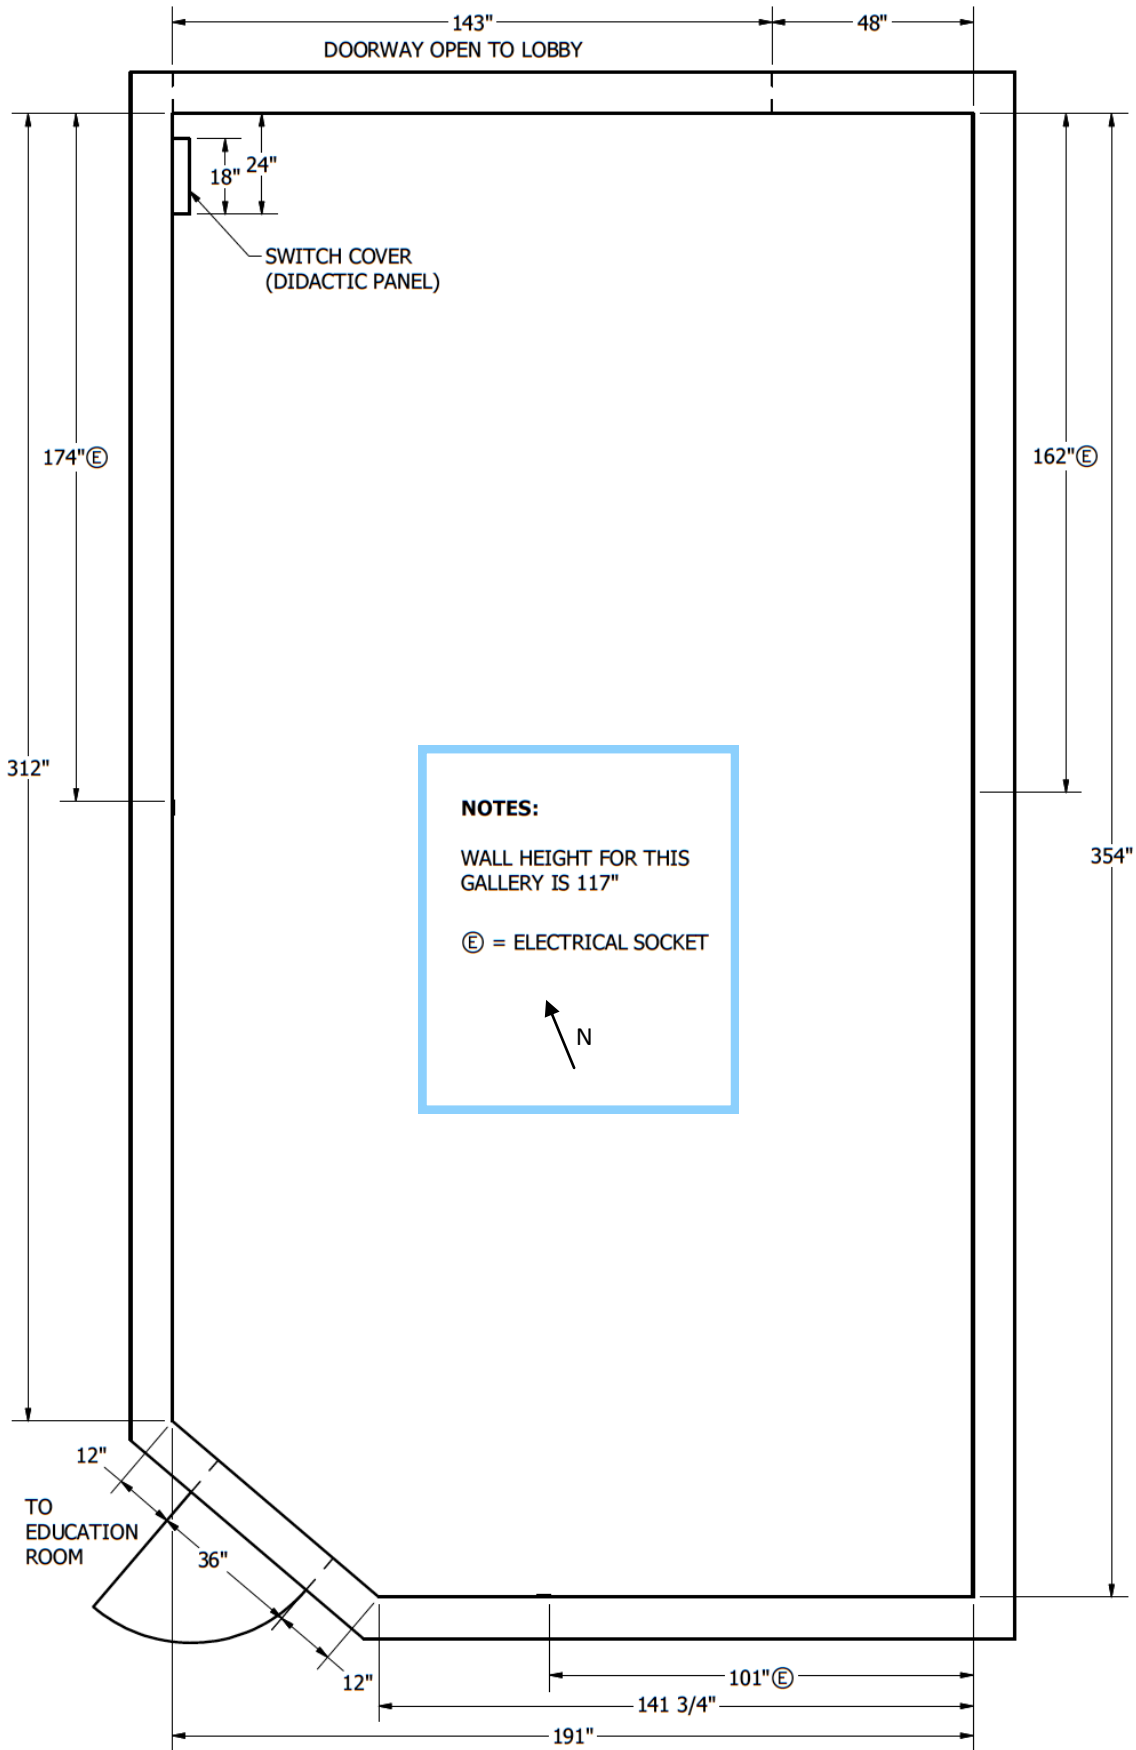 143"
48"
DOORWAY OPEN TO LOBBY
18"
24"
SWITCH COVER
(DIDACTIC PANEL)
174"Ⓔ
162"Ⓔ
312"
354"
NOTES:
WALL HEIGHT FOR THIS
GALLERY IS 117"
Ⓔ = ELECTRICAL SOCKET
N
12"
TO
EDUCATION
ROOM
36"
12"
101"Ⓔ
141 3/4"
191"